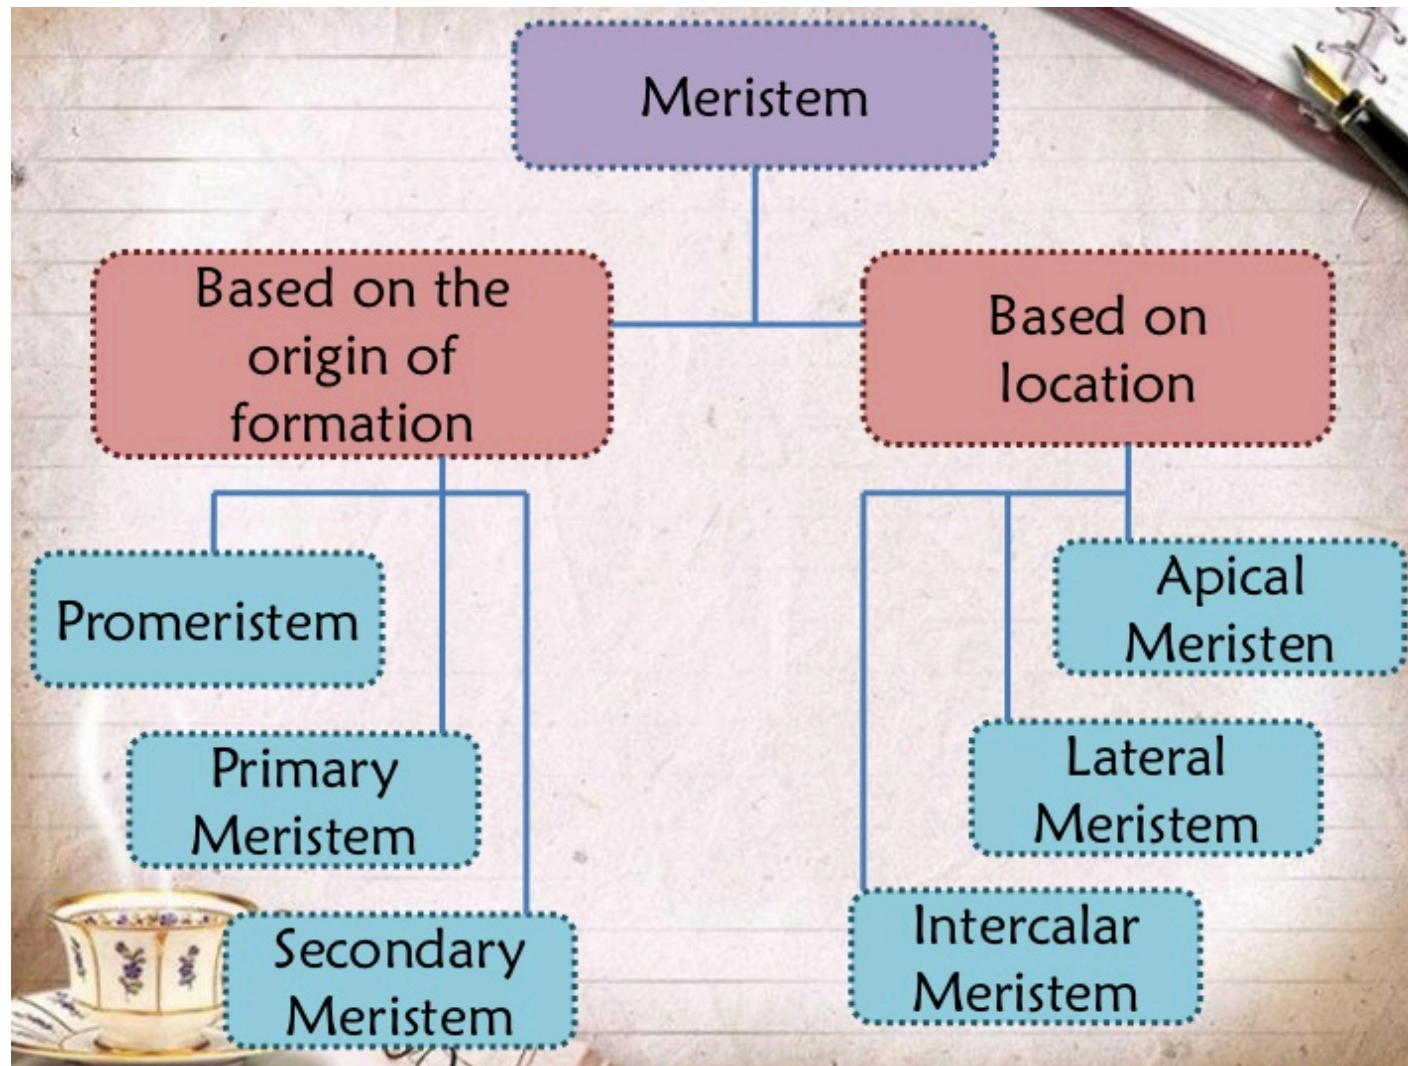 Meristem
Based on the
origin of
formation
Based on
location
Promeristem
Primary
Meristem
Secondary
Meristem
Apical
Meristen
Lateral
Meristem
Intercalar
Meristem